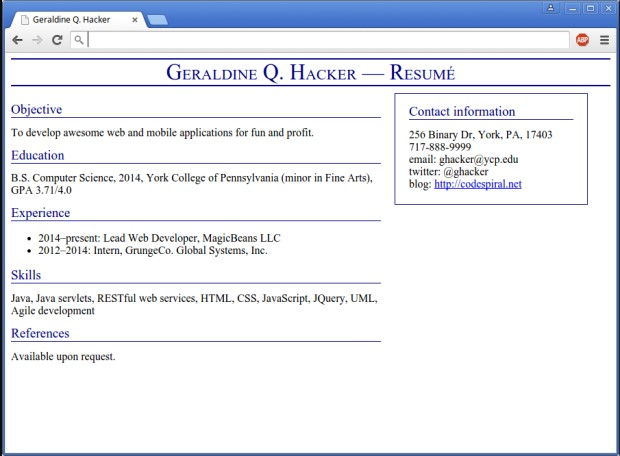 Geraldine Q. Hacker
ABP
Geraldine Q. Hacker — Resumé
Objective
To develop awesome web and mobile applications for fun and profit.
Education
B.S. Computer Science, 2014, York College of Pennsylvania (minor in Fine Arts),
GPA 3.71/4.0
Experience
• 2014–present: Lead Web Developer, MagicBeans LLC
• 2012–2014: Intern, GrungeCo. Global Systems, Inc.
Skills
Java, Java servlets, RESTful web services, HTML, CSS, JavaScript, JQuery, UML,
Agile development
References
Available upon request.
Contact information
256 Binary Dr, York, PA, 17403
717-888-9999
email: ghacker@ycp.edu
twitter: @ghacker
blog: http://codespiral.net